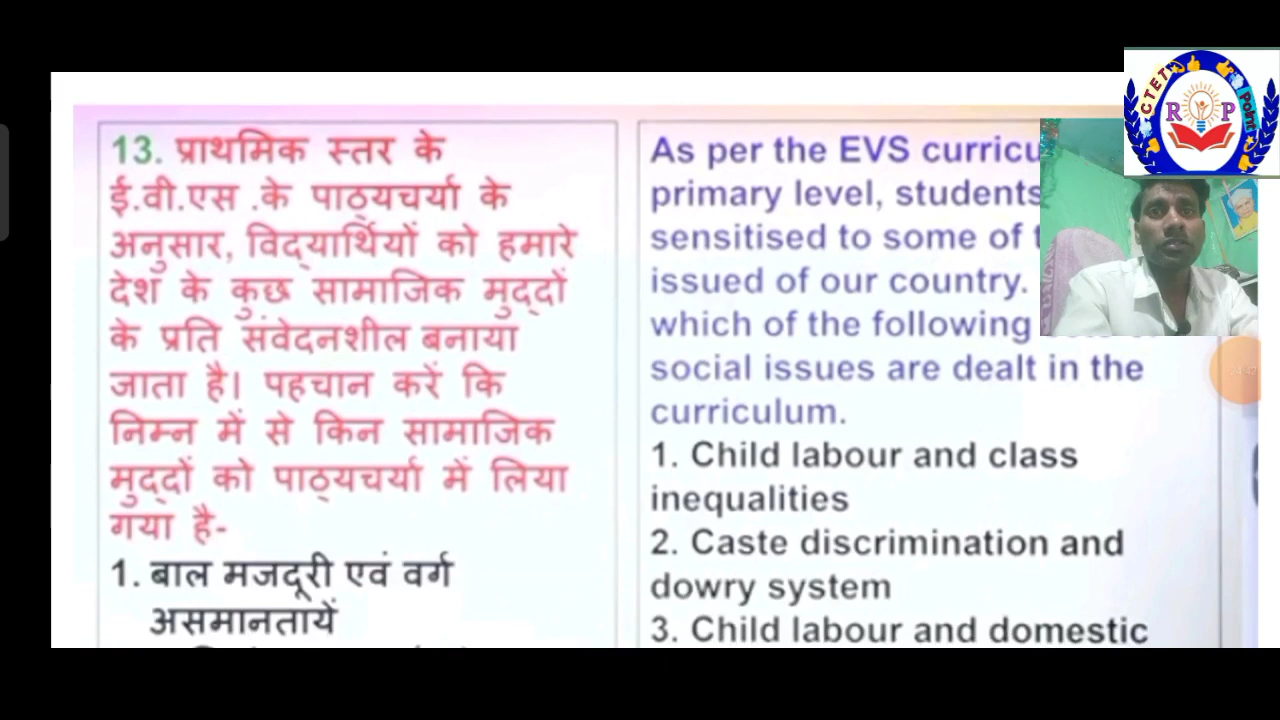 13. प्राथमिक स्तर के
ई.वी.एस .के पाठ्यचर्या के
अनुसार, विद्यार्थियों को हमारे
देश के कुछ सामाजिक मुद्दों
के प्रति संवेदनशील बनाया
जाता है। पहचान करें कि
निम्न में से किन सामाजिक
मुद्दों को पाठ्यचर्या में लिया
गया है-
1. बाल मजदूरी एवं वर्ग
असमानतायें
As per the EVS
primary level, students
sensitised to some of
issued of our country.
which of the following
social issues are dealt in the
curriculum.
1. Child labour and class
inequalities
2. Caste discrimination and
dowry system
3. Child labour and domestic
CTET Point
R P